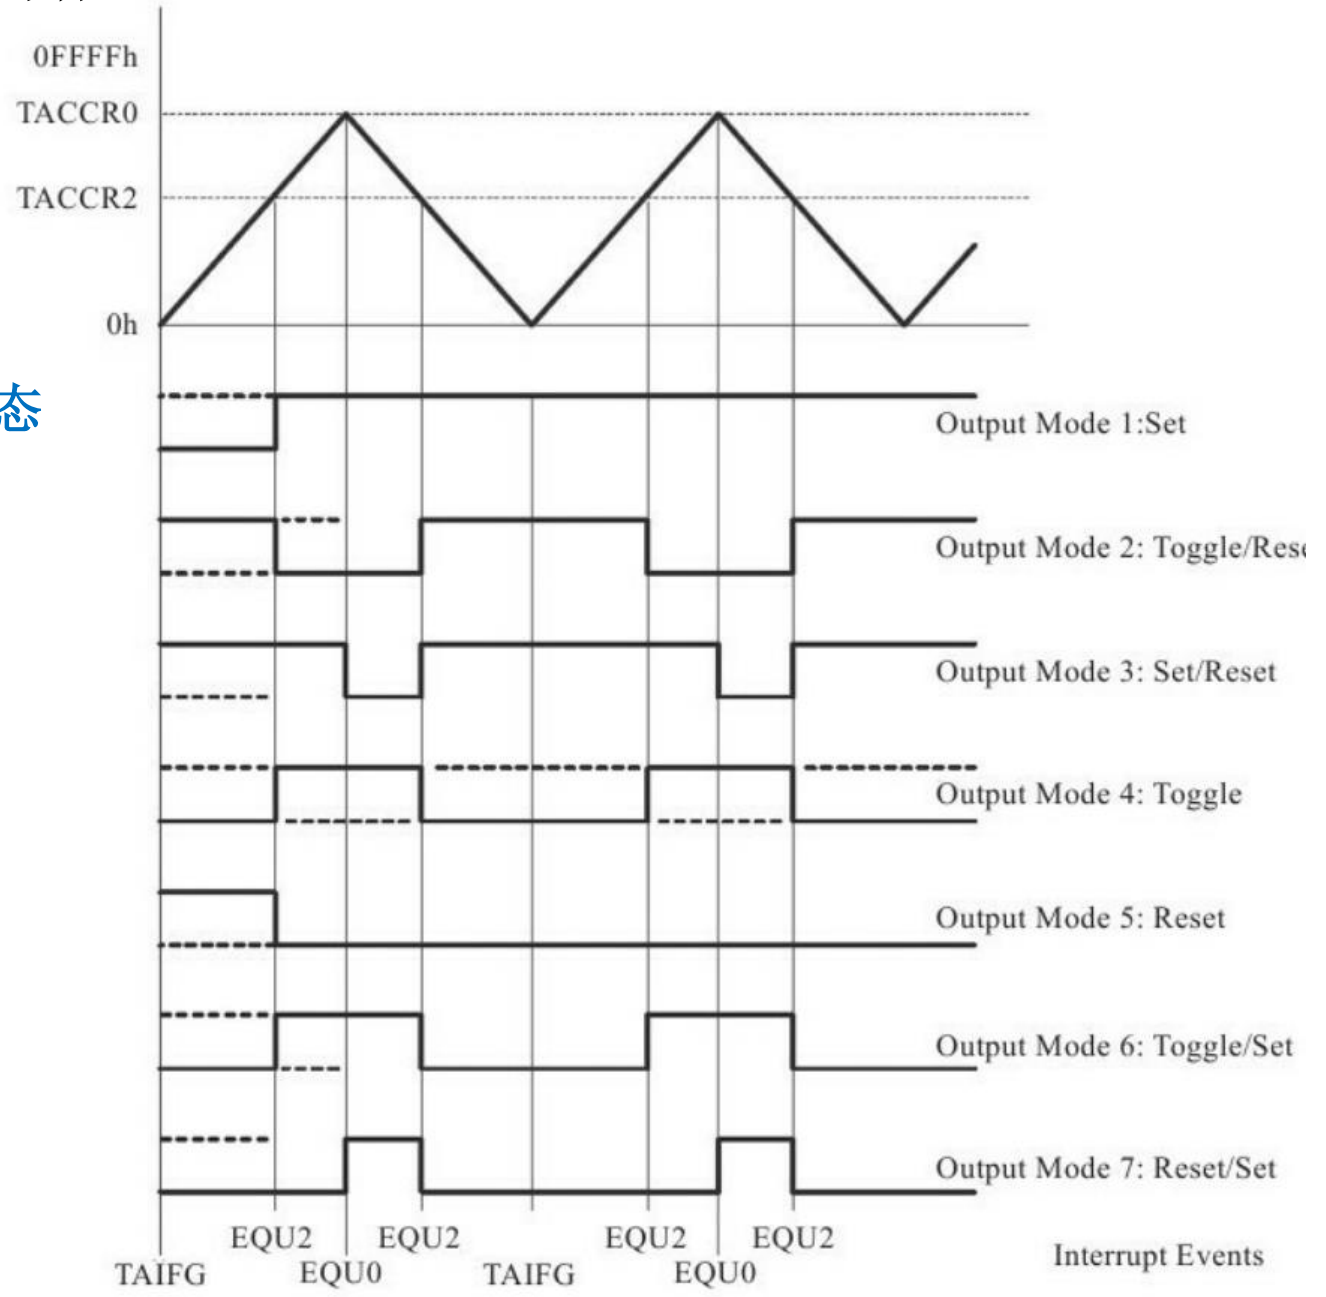 0FFFFh
TACCR0
TACCR2
0h
态
Output Mode 1:Set
Output Mode 2: Toggle/Rese
Output Mode 3: Set/Reset
Output Mode 4: Toggle
Output Mode 5: Reset
Output Mode 6: Toggle/Set
Output Mode 7: Reset/Set
EQU2 EQU2 EQU2 EQU2
Interrupt Events
TAIFG EQU0 TAIFG EQU0